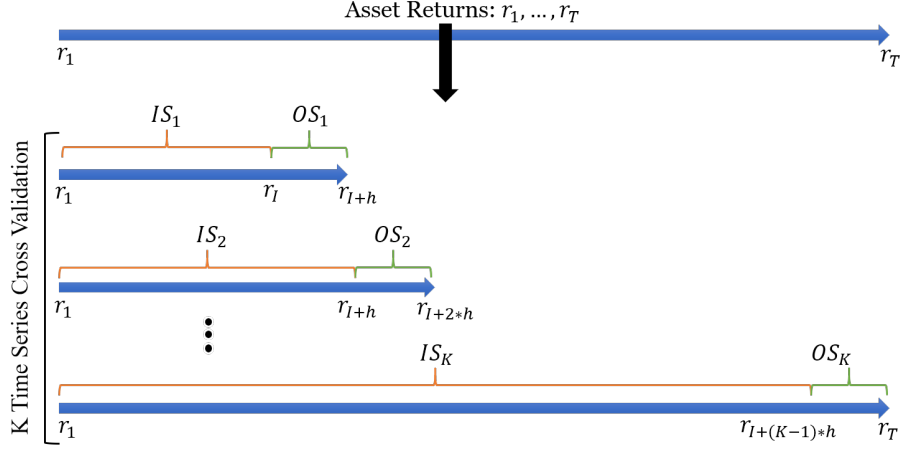 Asset Returns: r_1, …, r_T
r_1 r_T
K Time Series Cross Validation
IS_1 OS_1
r_1 r_I r_{I+h}
IS_2 OS_2
r_1 r_{I+h} r_{I+2*h}
IS_K OS_K
r_1 r_{I+(K-1)*h} r_T